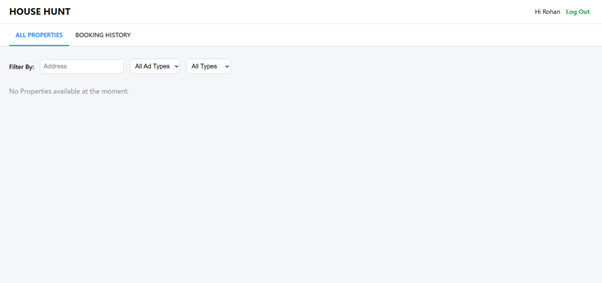 HOUSE HUNT
Hi Rohan Log Out
ALL PROPERTIES BOOKING HISTORY
Filter By: Address All Ad Types All Types
No Properties available at the moment.